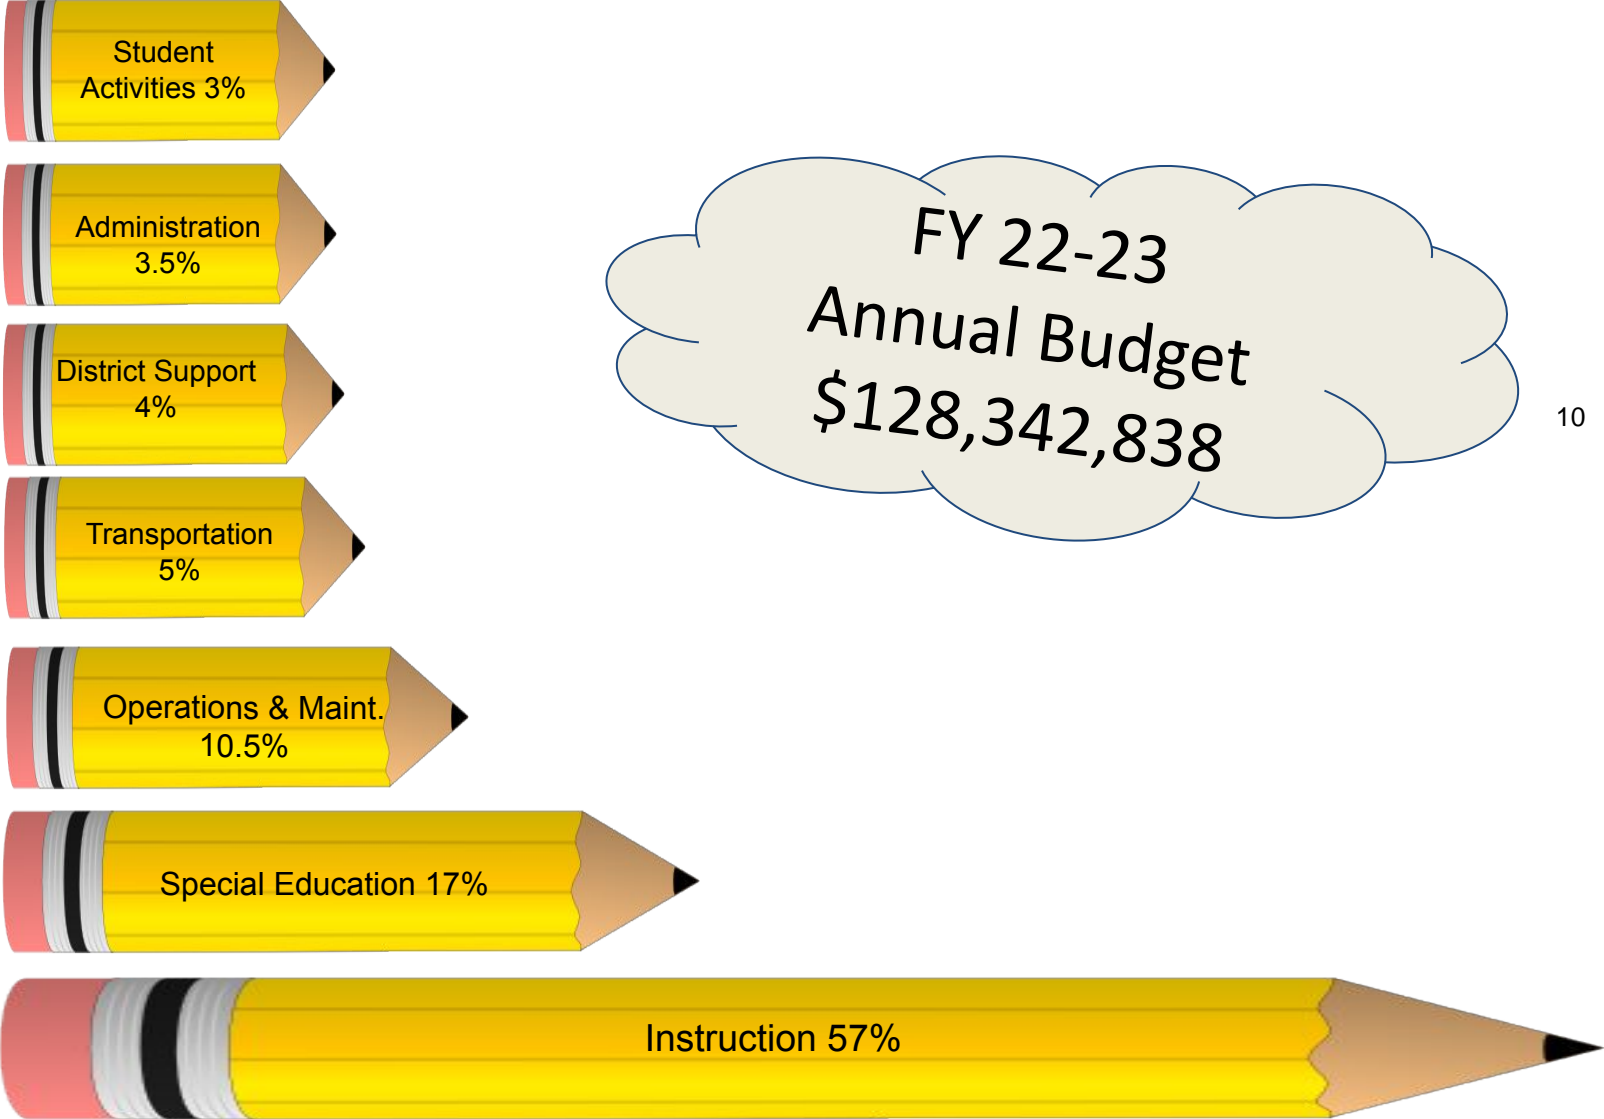 Student
Activities 3%
Administration
3.5%
District Support
4%
Transportation
5%
Operations & Maint.
10.5%
Special Education 17%
Instruction 57%
FY 22-23
Annual Budget
$128,342,838
10